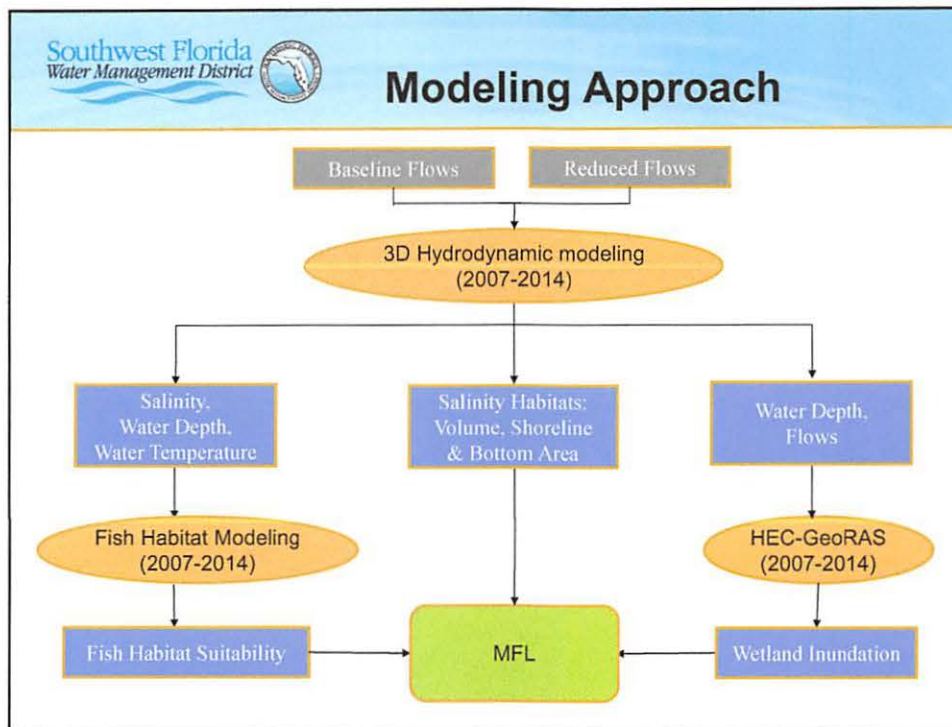 Southwest Florida
Water Management District
Modeling Approach
Baseline Flows
Reduced Flows
3D Hydrodynamic modeling
(2007-2014)
Salinity,
Water Depth,
Water Temperature
Salinity Habitats:
Volume, Shoreline
& Bottom Area
Water Depth,
Flows
Fish Habitat Modeling
(2007-2014)
HEC-GeoRAS
(2007-2014)
Fish Habitat Suitability
MFL
Wetland Inundation